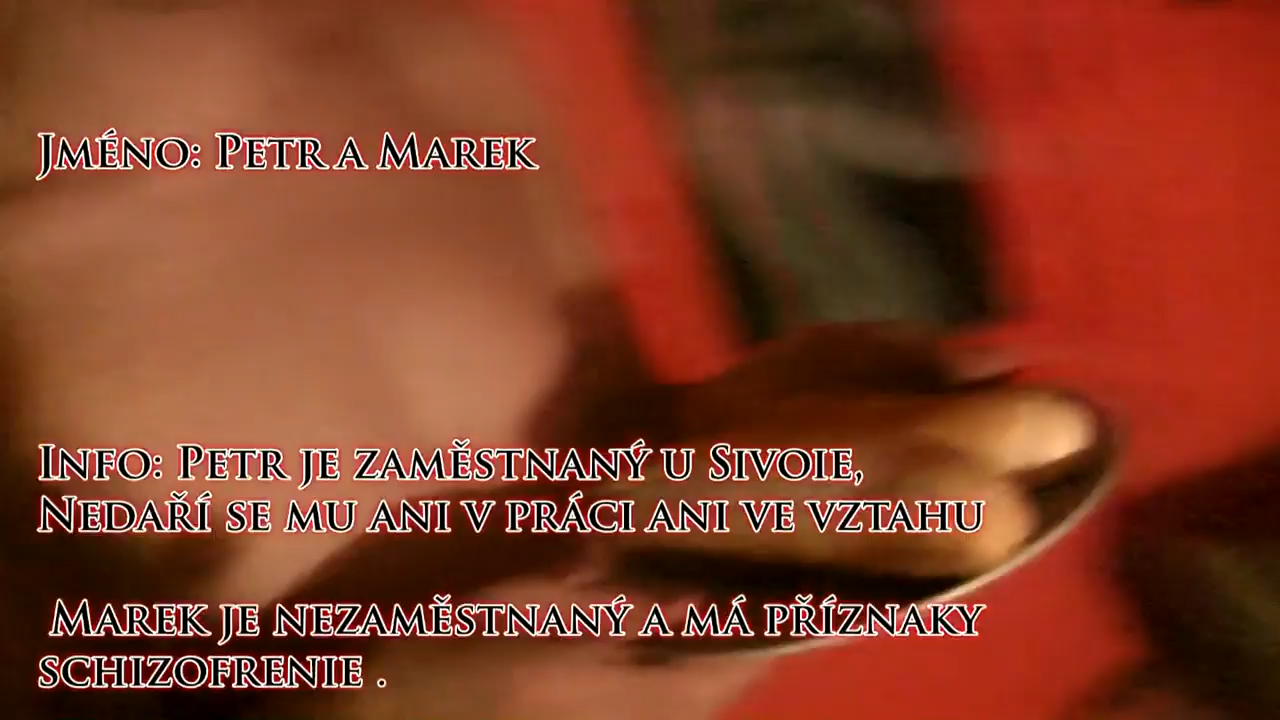 Jméno: Petr a Marek
Info: Petr je zaměstnaný u Sivoie,
Nedaří se mu ani v práci ani ve vztahu
Marek je nezaměstnaný a má příznaky
schizofrenie .